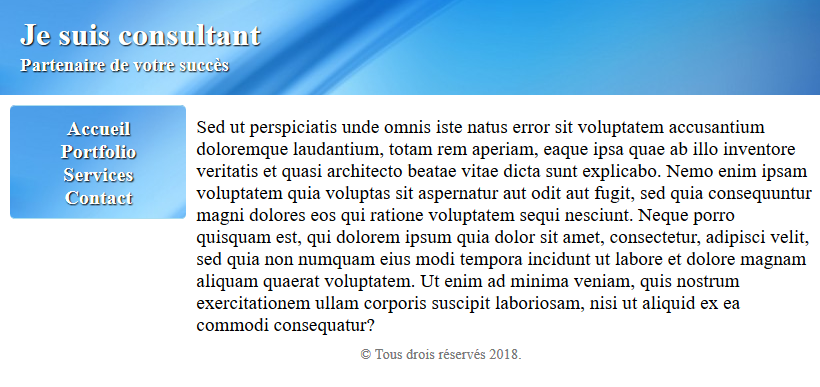 Je suis consultant
Partenaire de votre succès
Accueil
Portfolio
Services
Contact
Sed ut perspiciatis unde omnis iste natus error sit voluptatem accusantium
doloremque laudantium, totam rem aperiam, eaque ipsa quae ab illo inventore
veritatis et quasi architecto beatae vitae dicta sunt explicabo. Nemo enim ipsam
voluptatem quia voluptas sit aspernatur aut odit aut fugit, sed quia consequuntur
magni dolores eos qui ratione voluptatem sequi nesciunt. Neque porro
quisquam est, qui dolorem ipsum quia dolor sit amet, consectetur, adipisci velit,
sed quia non numquam eius modi tempora incidunt ut labore et dolore magnam
aliquam quaerat voluptatem. Ut enim ad minima veniam, quis nostrum
exercitationem ullam corporis suscipit laboriosam, nisi ut aliquid ex ea
commodi consequatur?
© Tous drois réservés 2018.